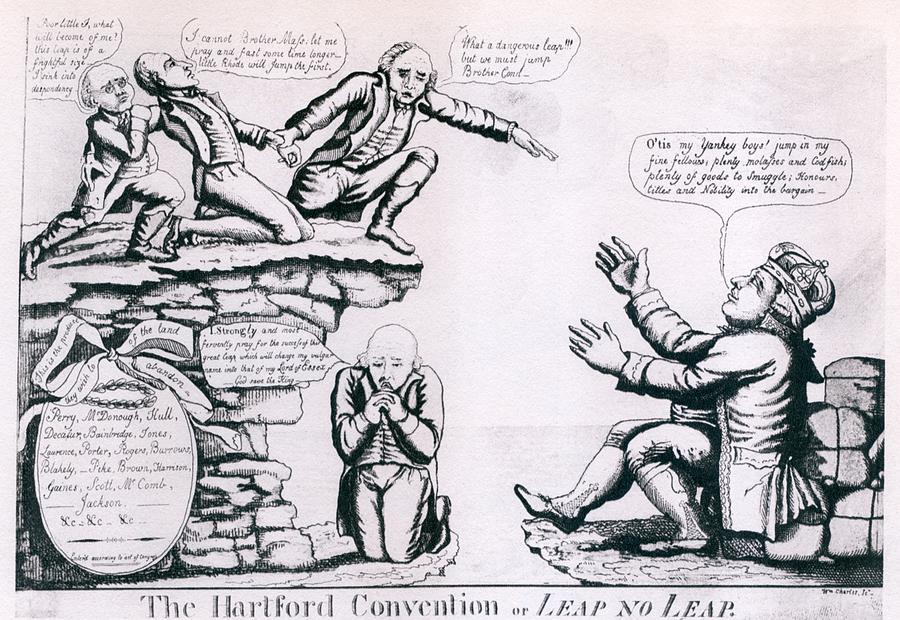 Poor little I, what
will become of me?
this leap is of a
frightful size
I sink into
despondency
I cannot Brother Mass. let me
pray and fast some time longer
little Rhode will jump the first.
What a dangerous leap!!!
but we must jump
Brother Conn
O'tis my Yankey boys! jump in my
fine fellows; plenty molasses and Codfish;
plenty of goods to Smuggle; Honours,
titles and Nobility into the bargain
I Strongly and most
fervently pray for the success of this
great leap which will change my vulgar
name into that of my Lord of Essex
God save the King
This is the produce
of the land
they wish to
abandon
Perry, McDonough, Hull,
Decatur, Bainbridge, Jones,
Laurence, Porter, Rogers, Burrows,
Blakely, Pike, Brown, Harrison,
Gaines, Scott, Mc Comb,
Jackson.
&c - &c - &c
Enter'd according to act of Congress
Wm Charles, Sc.
The Hartford Convention or LEAP NO LEAP.